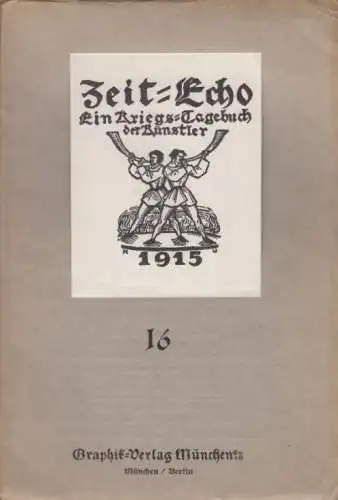 Zeit=Echo
Ein Kriegs=Tagebuch
der Künstler
1915
16
Graphik=Verlag München
München / Berlin